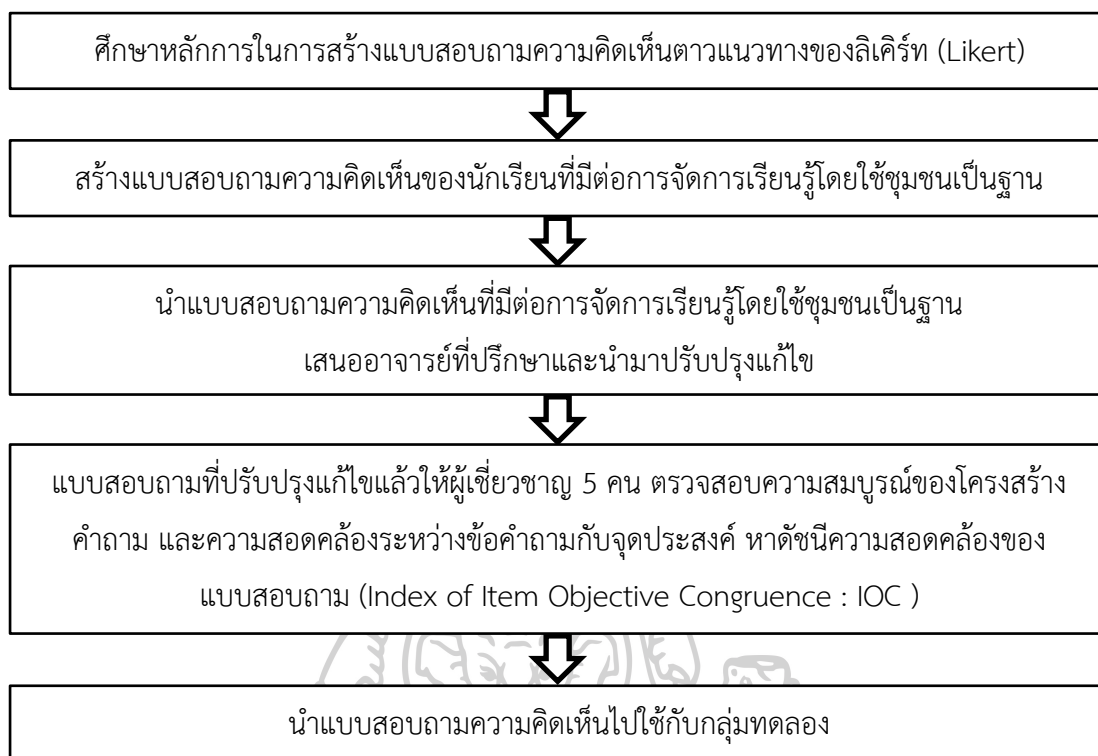 ศึกษาหลักการในการสร้างแบบสอบถามความคิดเห็นตาวแนวทางของลิเคิร์ท (Likert)
สร้างแบบสอบถามความคิดเห็นของนักเรียนที่มีต่อการจัดการเรียนรู้โดยใช้ชุมชนเป็นฐาน
นำแบบสอบถามความคิดเห็นที่มีต่อการจัดการเรียนรู้โดยใช้ชุมชนเป็นฐาน
เสนออาจารย์ที่ปรึกษาและนำมาปรับปรุงแก้ไข
แบบสอบถามที่ปรับปรุงแก้ไขแล้วให้ผู้เชี่ยวชาญ 5 คน ตรวจสอบความสมบูรณ์ของโครงสร้าง
คำถาม และความสอดคล้องระหว่างข้อคำถามกับจุดประสงค์ หาดัชนีความสอดคล้องของ
แบบสอบถาม (Index of Item Objective Congruence : IOC )
นำแบบสอบถามความคิดเห็นไปใช้กับกลุ่มทดลอง